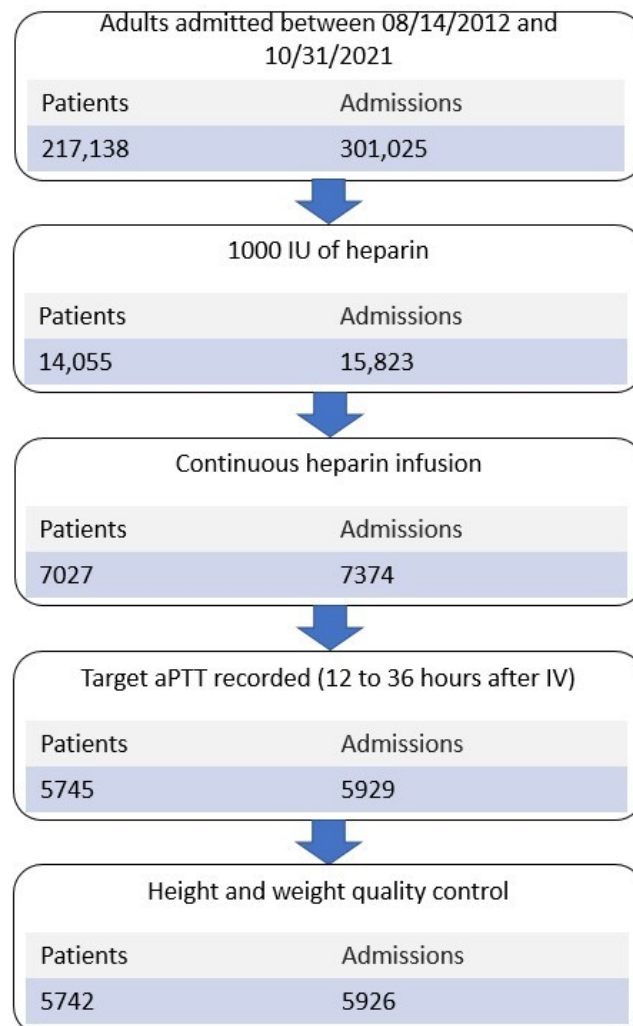 Adults admitted between 08/14/2012 and
10/31/2021
Patients Admissions
217,138 301,025
1000 IU of heparin
Patients Admissions
14,055 15,823
Continuous heparin infusion
Patients Admissions
7027 7374
Target aPTT recorded (12 to 36 hours after IV)
Patients Admissions
5745 5929
Height and weight quality control
Patients Admissions
5742 5926